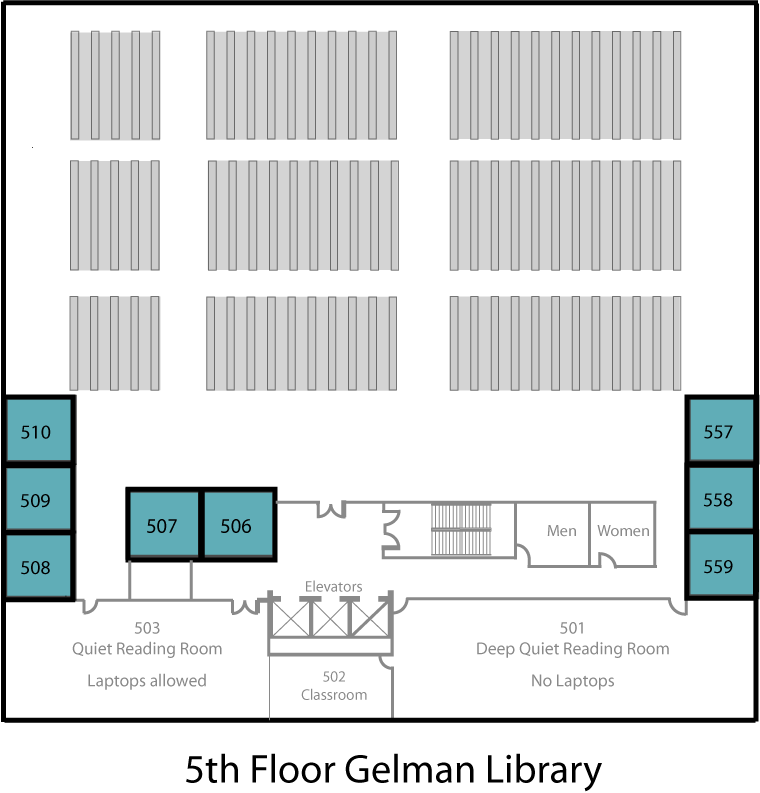 510
557
509
558
507
506
Men
Women
508
559
Elevators
503
Quiet Reading Room
Laptops allowed
501
Deep Quiet Reading Room
No Laptops
502
Classroom
5th Floor Gelman Library